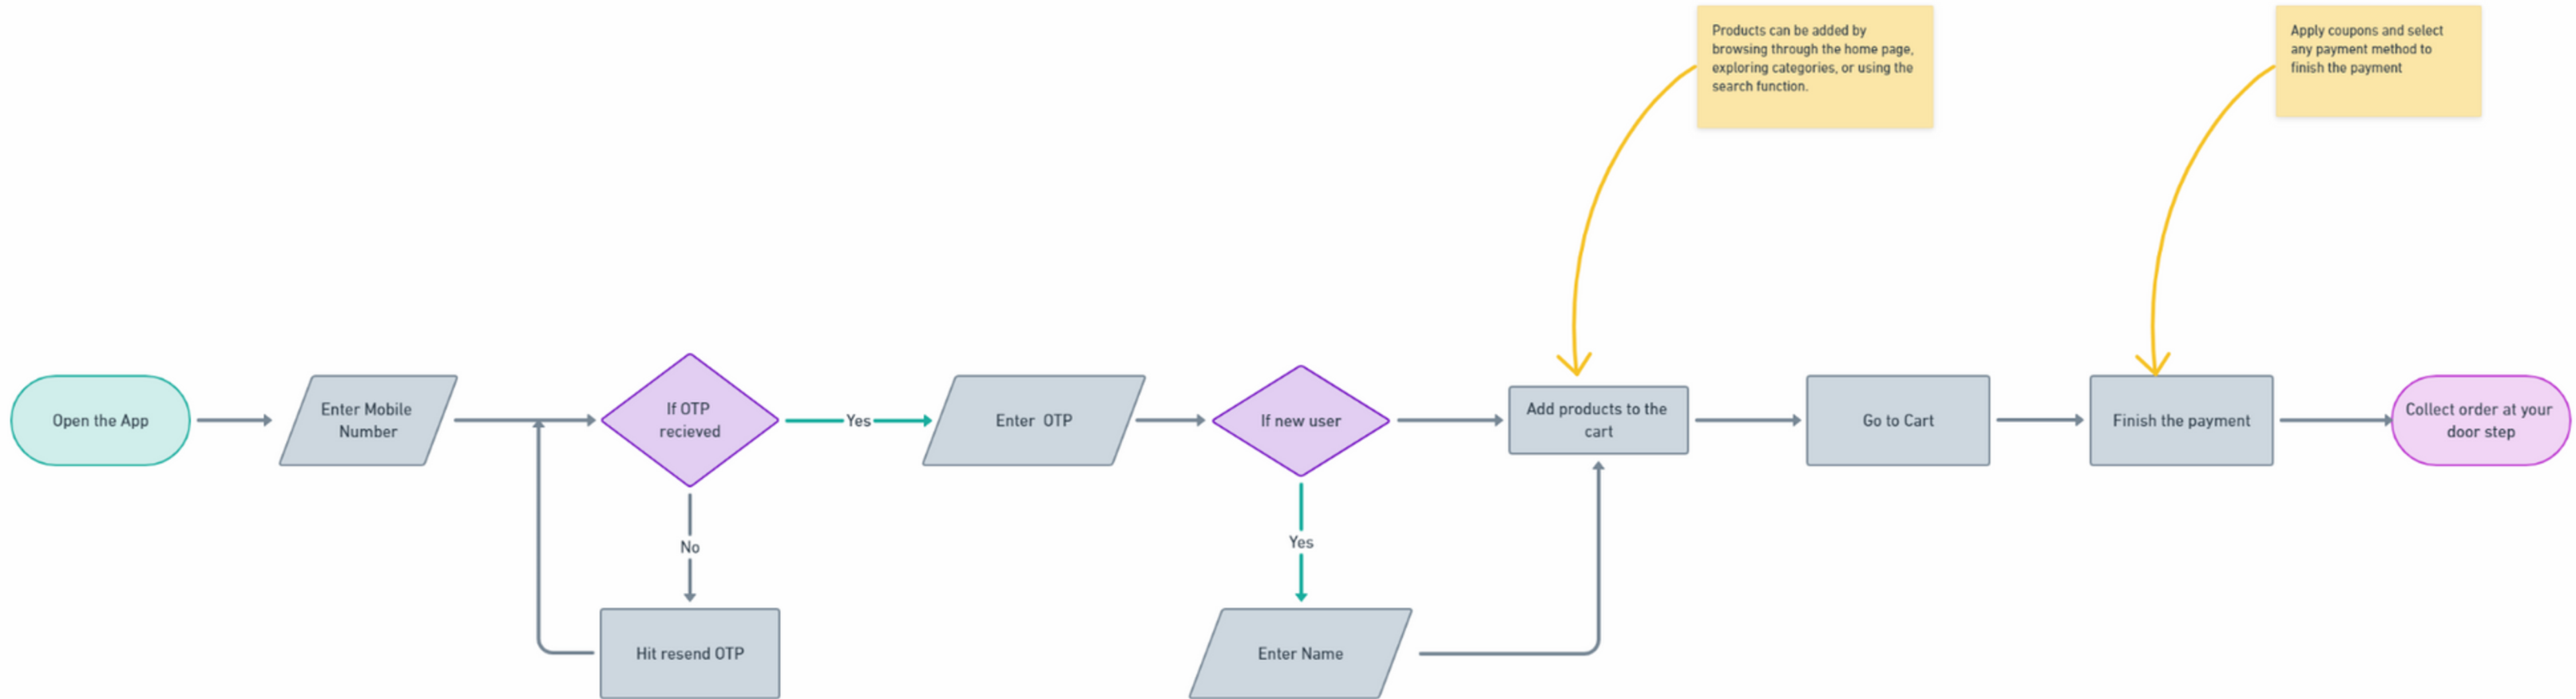 Products can be added by
browsing through the home page,
exploring categories, or using the
search function.
Apply coupons and select
any payment method to
finish the payment
Open the App
Enter Mobile
Number
If OTP
recieved
Yes
Enter OTP
If new user
Add products to the
cart
Go to Cart
Finish the payment
Collect order at your
door step
No
Yes
Hit resend OTP
Enter Name